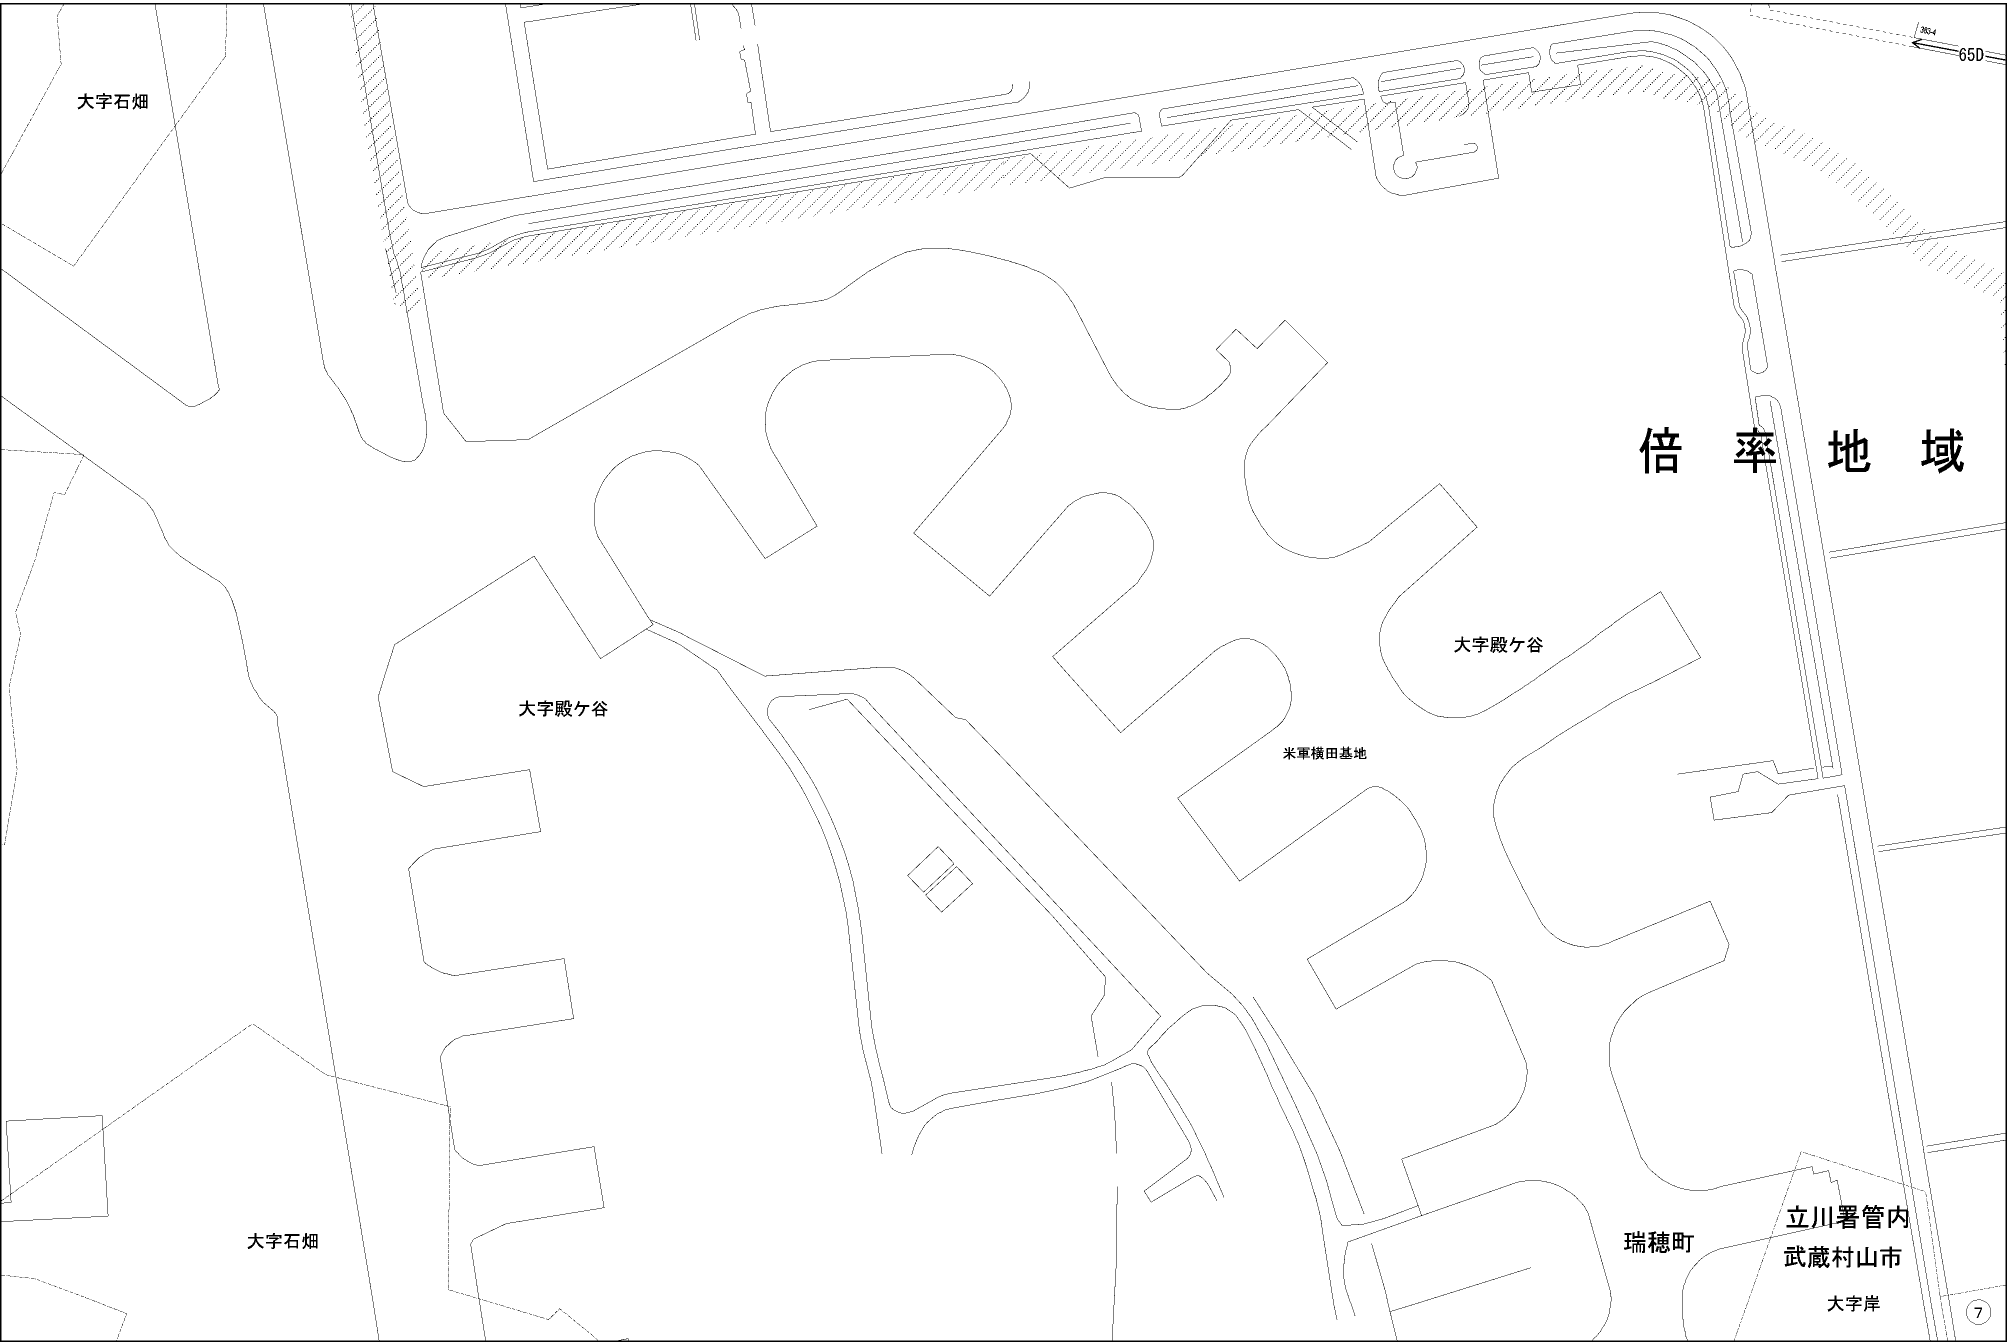 363-4
65D
大字石畑
倍率地域
大字殿ケ谷
大字殿ケ谷
米軍横田基地
立川署管内
大字石畑
瑞穂町
武蔵村山市
大字岸
7